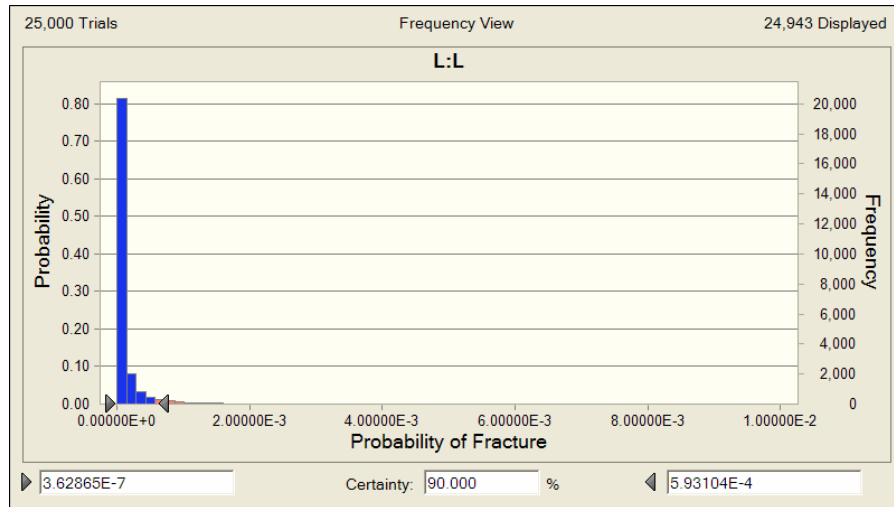 25,000 Trials Frequency View 24,943 Displayed
L:L
0.80 20,000
18,000
0.70
16,000
0.60
14,000
0.50 12,000
0.40 10,000
8,000
0.30
6,000
0.20
4,000
0.10 2,000
0.00 0
Probability
Frequency
0.00000E+0 2.00000E-3 4.00000E-3 6.00000E-3 8.00000E-3 1.00000E-2
Probability of Fracture
3.62865E-7 Certainty: 90.000 % 5.93104E-4